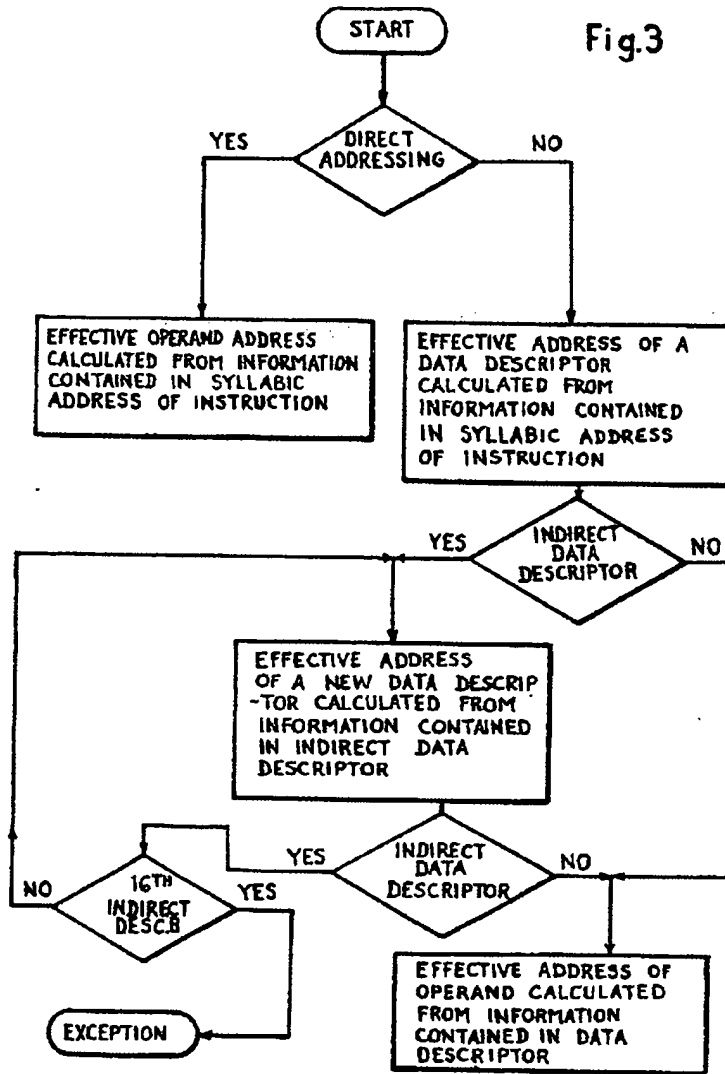 START
Fig.3
DIRECT
ADDRESSING
YES
NO
EFFECTIVE OPERAND ADDRESS
CALCULATED FROM INFORMATION
CONTAINED IN SYLLABIC
ADDRESS OF INSTRUCTION
EFFECTIVE ADDRESS OF A
DATA DESCRIPTOR
CALCULATED FROM
INFORMATION CONTAINED
IN SYLLABIC ADDRESS
OF INSTRUCTION
YES
INDIRECT
DATA
DESCRIPTOR
NO
EFFECTIVE ADDRESS
OF A NEW DATA DESCRIP
-TOR CALCULATED FROM
INFORMATION CONTAINED
IN INDIRECT DATA
DESCRIPTOR
YES
INDIRECT
DATA
DESCRIPTOR
NO
NO
16TH
INDIRECT
DESC.B
YES
EFFECTIVE ADDRESS OF
OPERAND CALCULATED
FROM INFORMATION
CONTAINED IN DATA
DESCRIPTOR
EXCEPTION